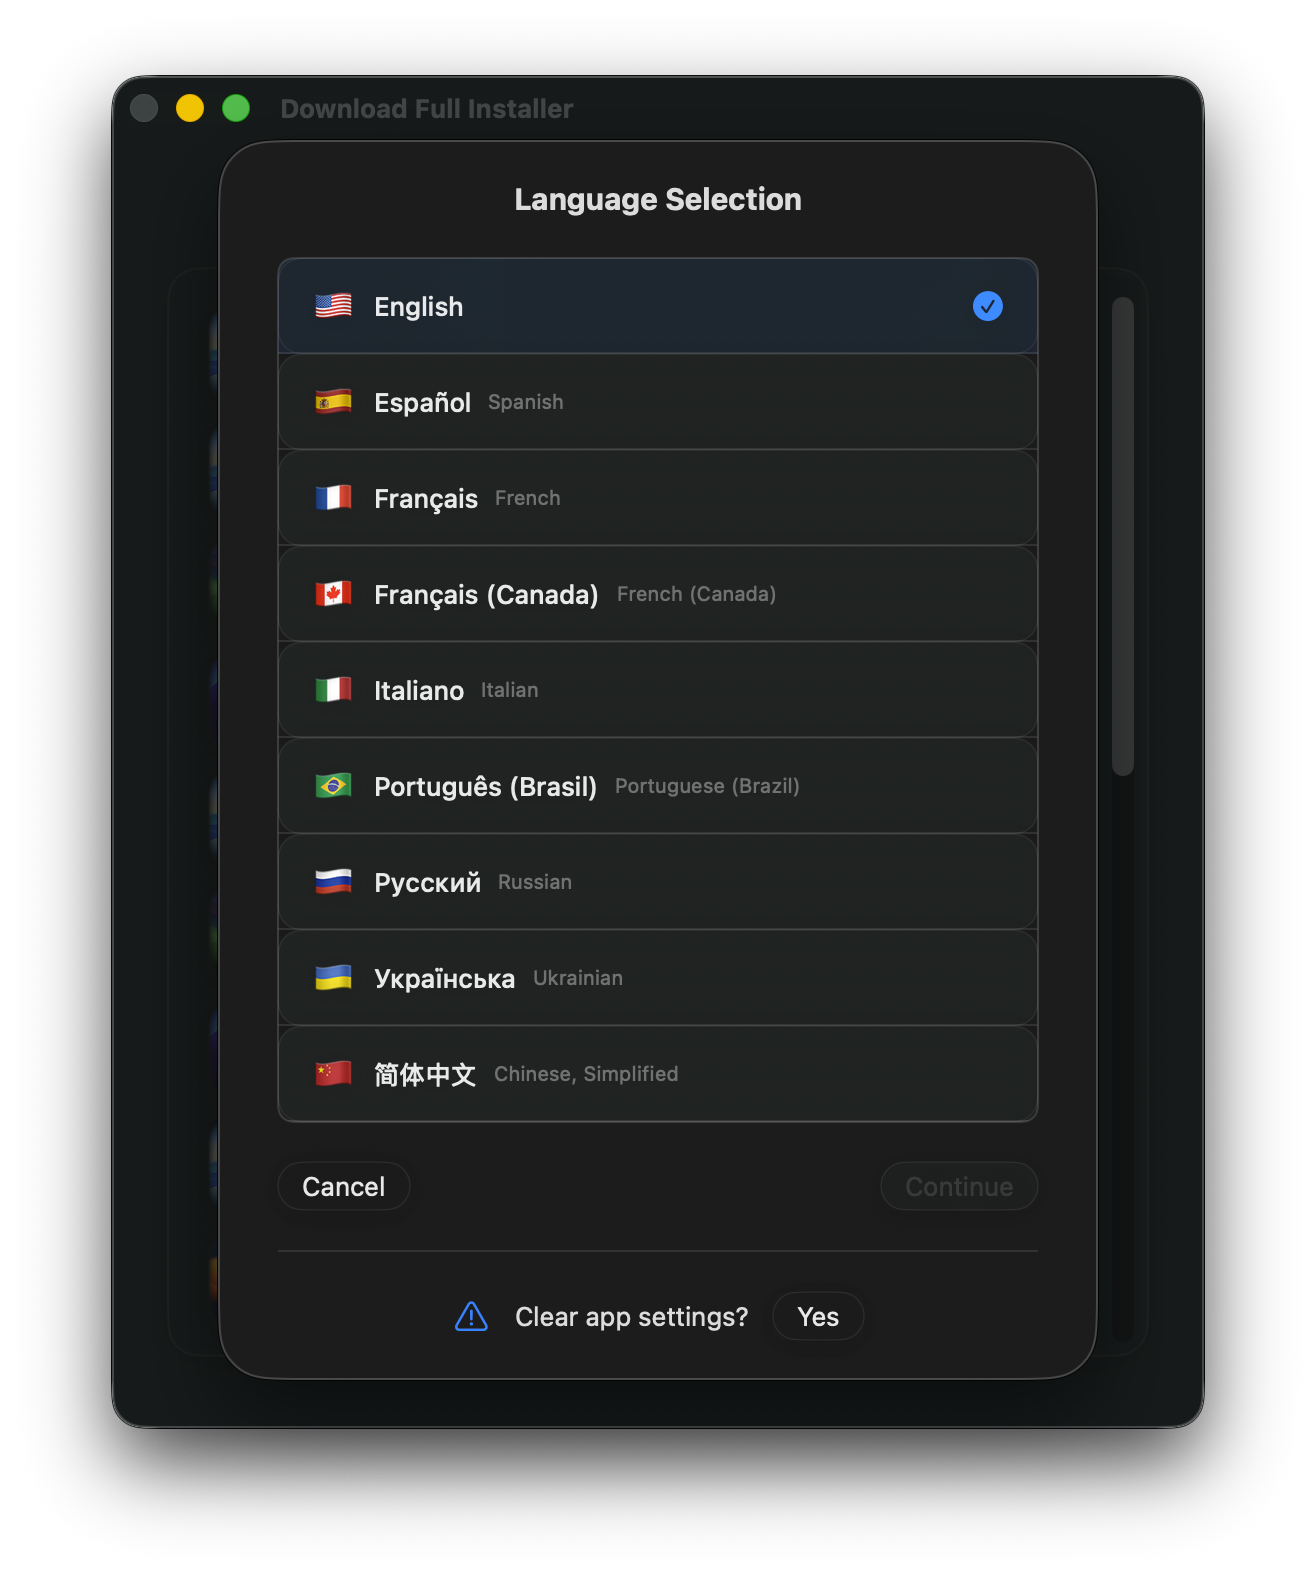 Download Full Installer
Language Selection
English
Español Spanish
Français French
Français (Canada) French (Canada)
Italiano Italian
Português (Brasil) Portuguese (Brazil)
Русский Russian
Українська Ukrainian
简体中文 Chinese, Simplified
Cancel Continue
Clear app settings? Yes